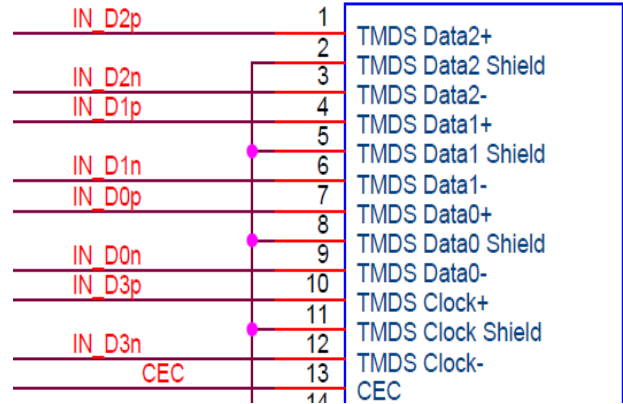 IN_D2p 1 TMDS Data2+
2 TMDS Data2 Shield
IN_D2n 3 TMDS Data2-
IN_D1p 4 TMDS Data1+
5 TMDS Data1 Shield
IN_D1n 6 TMDS Data1-
IN_D0p 7 TMDS Data0+
8 TMDS Data0 Shield
IN_D0n 9 TMDS Data0-
IN_D3p 10 TMDS Clock+
11 TMDS Clock Shield
IN_D3n 12 TMDS Clock-
CEC 13 CEC
14